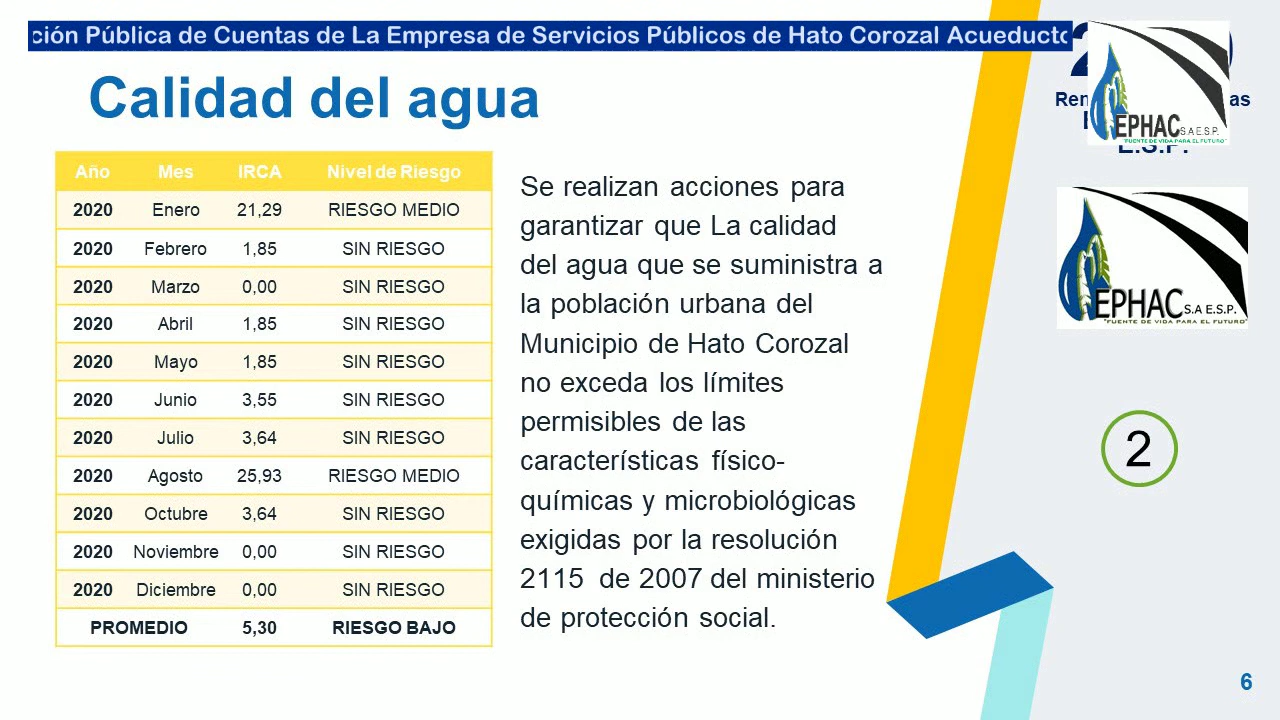 ción Pública de Cuentas de La Empresa de Servicios Públicos de Hato Corozal Acueducto
Calidad del agua
Año Mes IRCA Nivel de Riesgo
2020 Enero 21,29 RIESGO MEDIO
2020 Febrero 1,85 SIN RIESGO
2020 Marzo 0,00 SIN RIESGO
2020 Abril 1,85 SIN RIESGO
2020 Mayo 1,85 SIN RIESGO
2020 Junio 3,55 SIN RIESGO
2020 Julio 3,64 SIN RIESGO
2020 Agosto 25,93 RIESGO MEDIO
2020 Octubre 3,64 SIN RIESGO
2020 Noviembre 0,00 SIN RIESGO
2020 Diciembre 0,00 SIN RIESGO
PROMEDIO 5,30 RIESGO BAJO
Se realizan acciones para
garantizar que La calidad
del agua que se suministra a
la población urbana del
Municipio de Hato Corozal
no exceda los límites
permisibles de las
características físico-
químicas y microbiológicas
exigidas por la resolución
2115 de 2007 del ministerio
de protección social.
EPHAC S.A E.S.P.
"FUENTE DE VIDA PARA EL FUTURO"
E.S.P.
EPHAC S.A E.S.P.
"FUENTE DE VIDA PARA EL FUTURO"
2
6